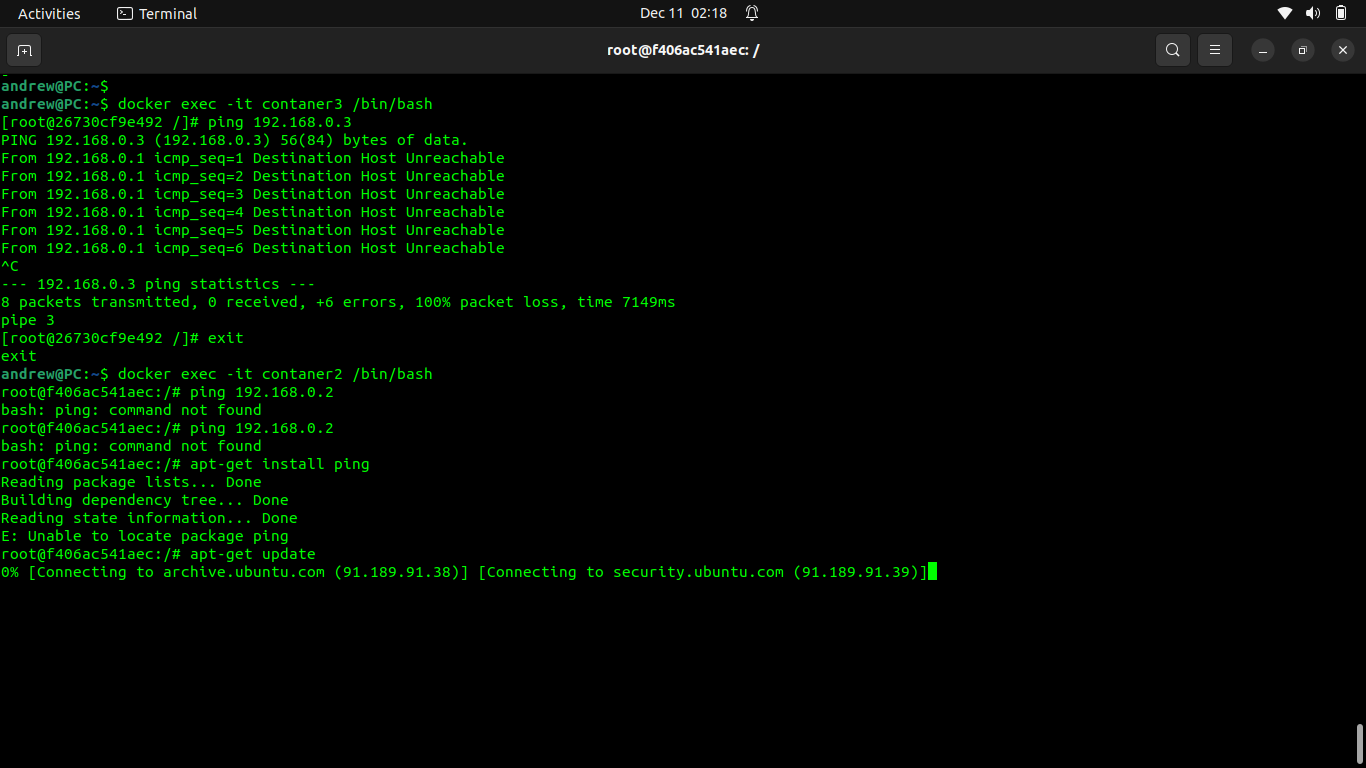 Activities
Terminal
Dec 11 02:18
root@f406ac541aec: /
andrew@PC:~$
andrew@PC:~$ docker exec -it contaner3 /bin/bash
[root@26730cf9e492 /]# ping 192.168.0.3
PING 192.168.0.3 (192.168.0.3) 56(84) bytes of data.
From 192.168.0.1 icmp_seq=1 Destination Host Unreachable
From 192.168.0.1 icmp_seq=2 Destination Host Unreachable
From 192.168.0.1 icmp_seq=3 Destination Host Unreachable
From 192.168.0.1 icmp_seq=4 Destination Host Unreachable
From 192.168.0.1 icmp_seq=5 Destination Host Unreachable
From 192.168.0.1 icmp_seq=6 Destination Host Unreachable
^C
--- 192.168.0.3 ping statistics ---
8 packets transmitted, 0 received, +6 errors, 100% packet loss, time 7149ms
pipe 3
[root@26730cf9e492 /]# exit
exit
andrew@PC:~$ docker exec -it contaner2 /bin/bash
root@f406ac541aec:/# ping 192.168.0.2
bash: ping: command not found
root@f406ac541aec:/# ping 192.168.0.2
bash: ping: command not found
root@f406ac541aec:/# apt-get install ping
Reading package lists... Done
Building dependency tree... Done
Reading state information... Done
E: Unable to locate package ping
root@f406ac541aec:/# apt-get update
0% [Connecting to archive.ubuntu.com (91.189.91.38)] [Connecting to security.ubuntu.com (91.189.91.39)]